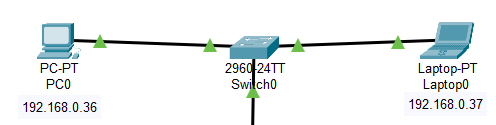 PC-PT
PC0
192.168.0.36
2960-24TT
Switch0
Laptop-PT
Laptop0
192.168.0.37